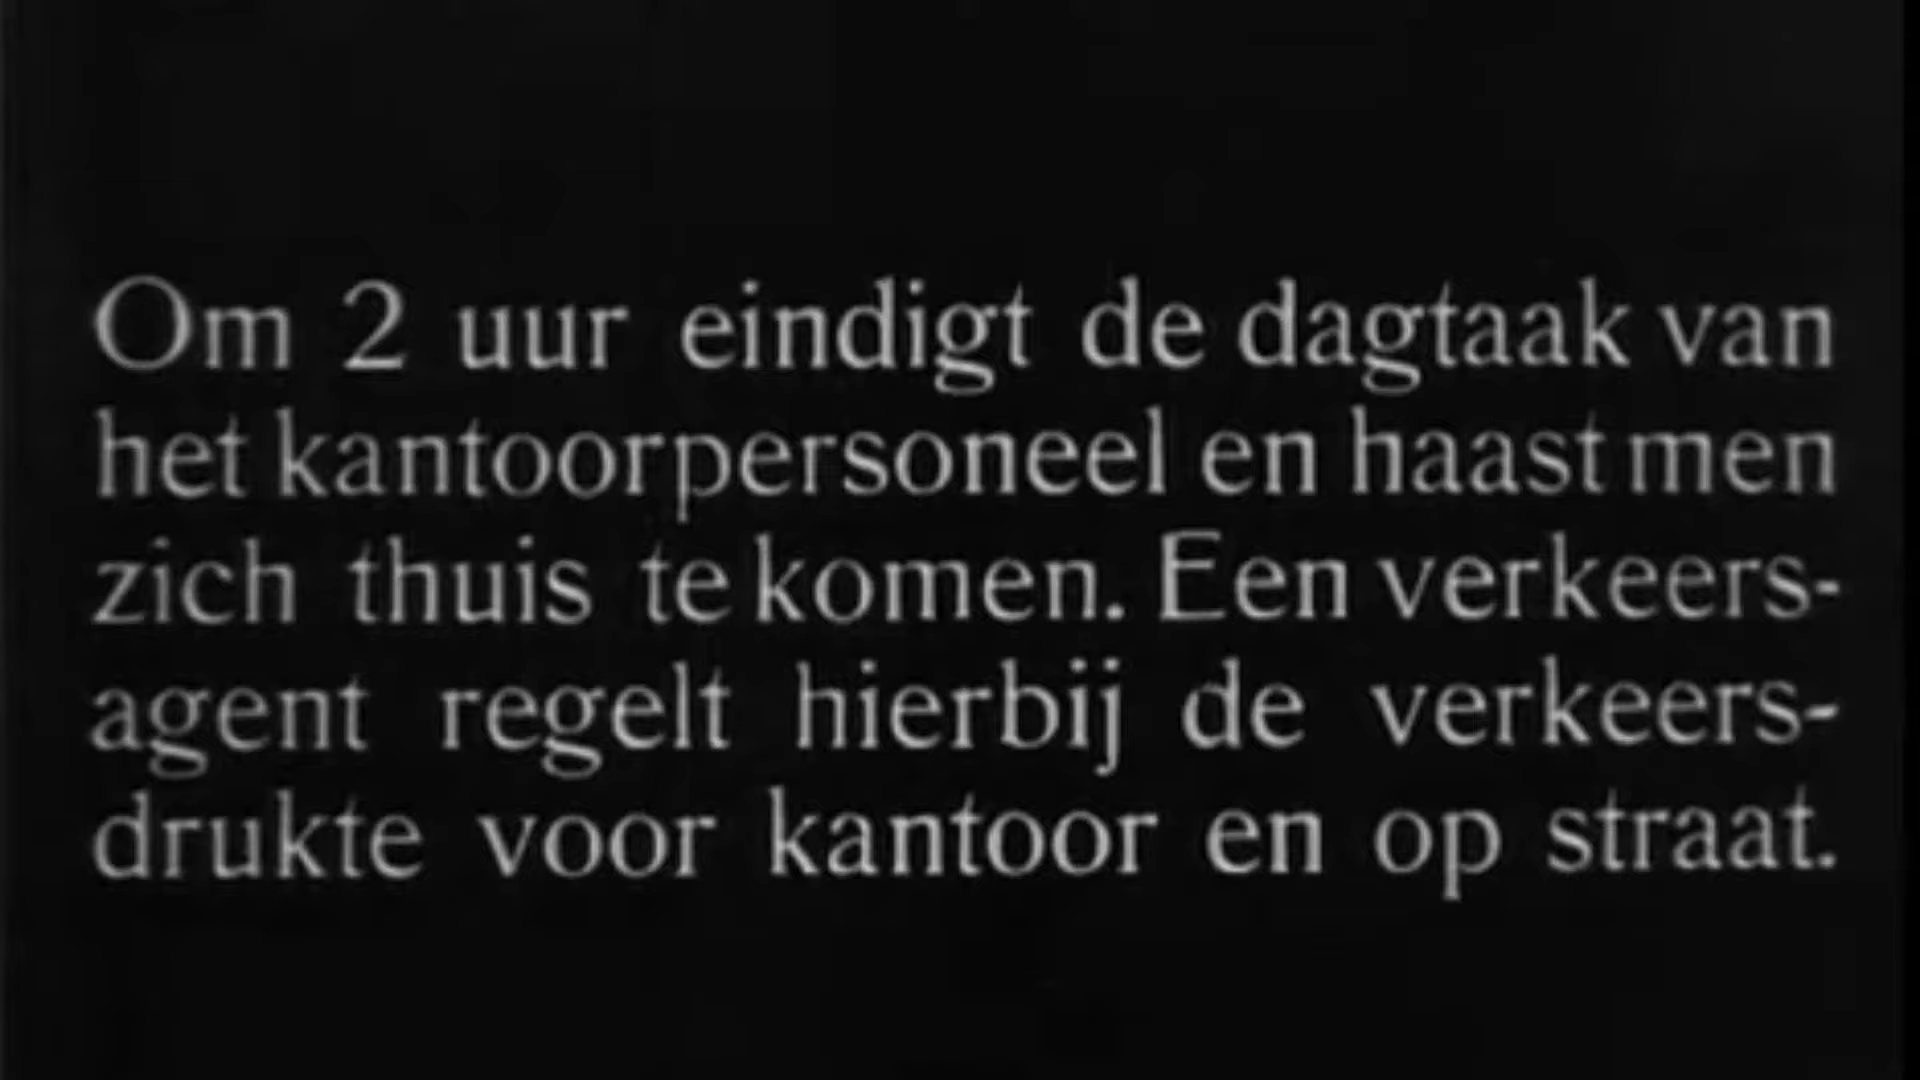 Om 2 uur eindigt de dagtaak van
het kantoorpersoneel en haast men
zich thuis te komen. Een verkeers-
agent regelt hierbij de verkeers-
drukte voor kantoor en op straat.